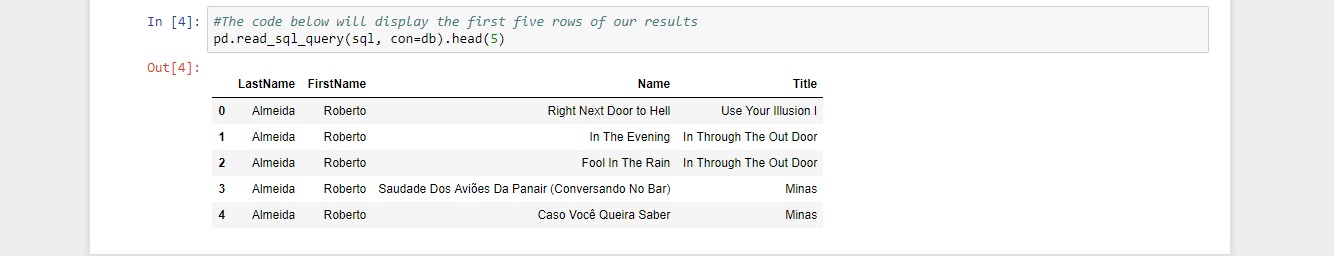 In [4]: #The code below will display the first five rows of our results
pd.read_sql_query(sql, con=db).head(5)
Out[4]:
LastName FirstName Name Title
0 Almeida Roberto Right Next Door to Hell Use Your Illusion I
1 Almeida Roberto In The Evening In Through The Out Door
2 Almeida Roberto Fool In The Rain In Through The Out Door
3 Almeida Roberto Saudade Dos Aviões Da Panair (Conversando No Bar) Minas
4 Almeida Roberto Caso Você Queira Saber Minas